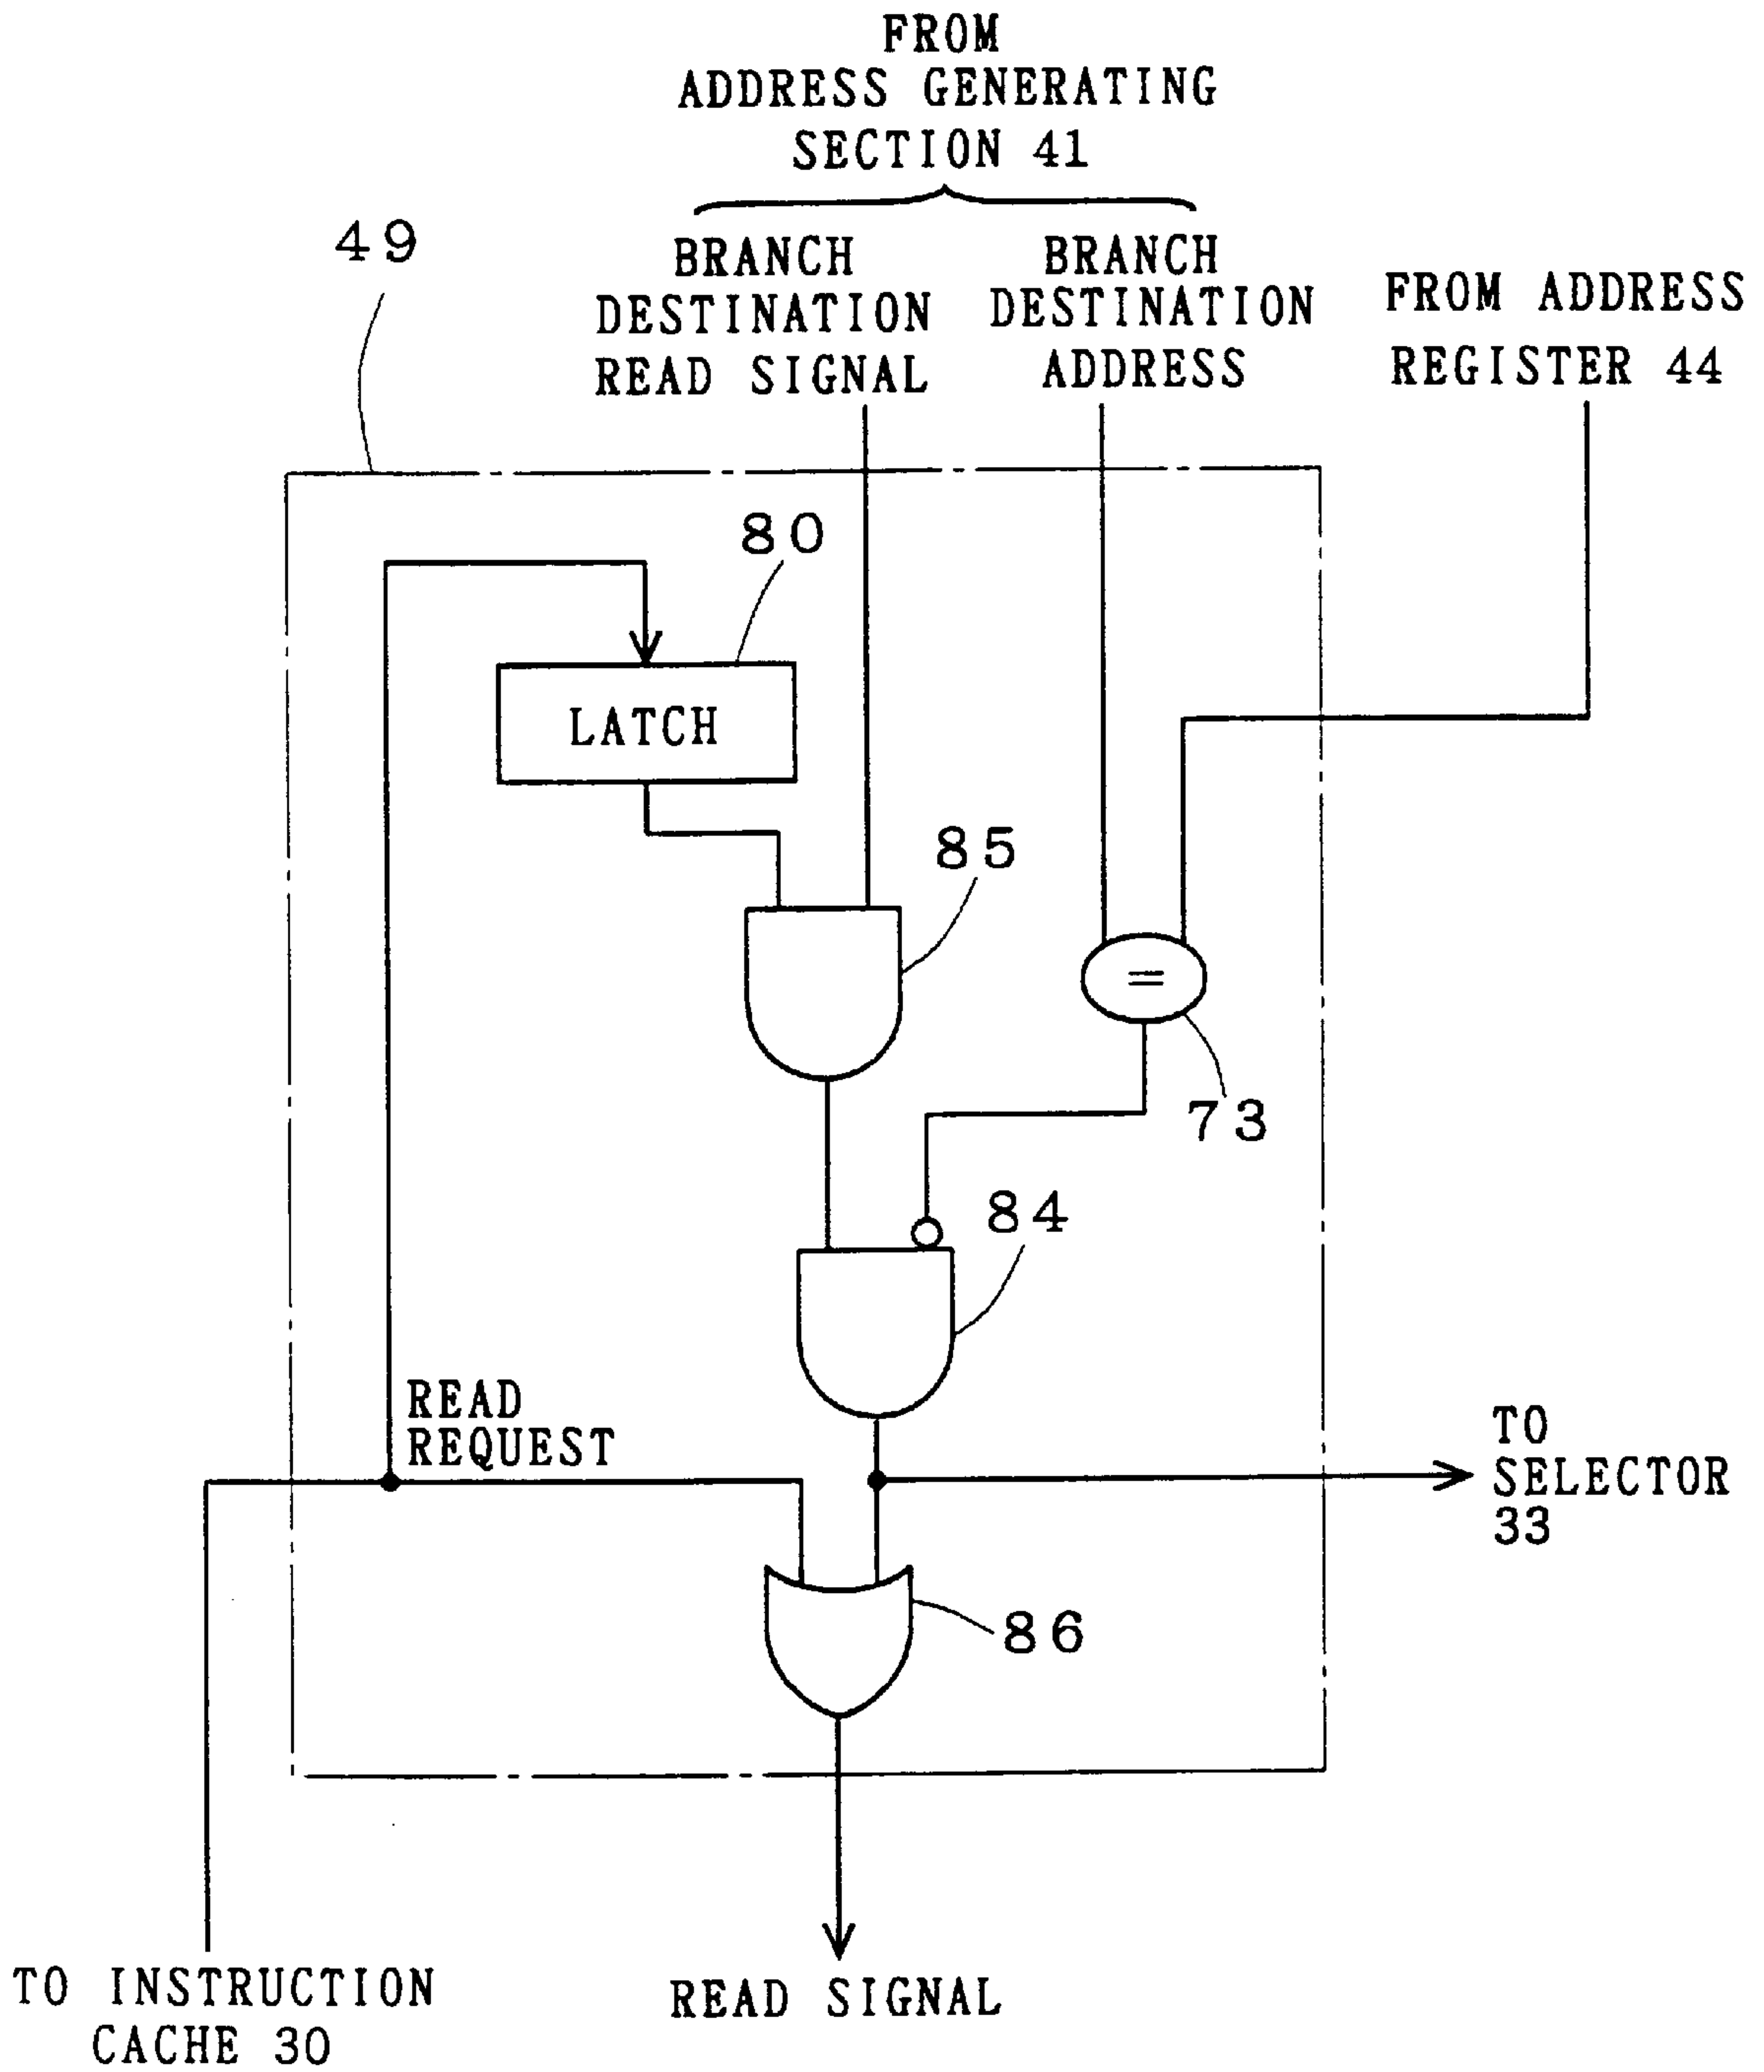 FROM
ADDRESS GENERATING
SECTION 41
49
BRANCH
DESTINATION
READ SIGNAL
BRANCH
DESTINATION
ADDRESS
FROM ADDRESS
REGISTER 44
80
LATCH
85
=
73
84
READ
REQUEST
TO
SELECTOR
33
86
TO INSTRUCTION
CACHE 30
READ SIGNAL